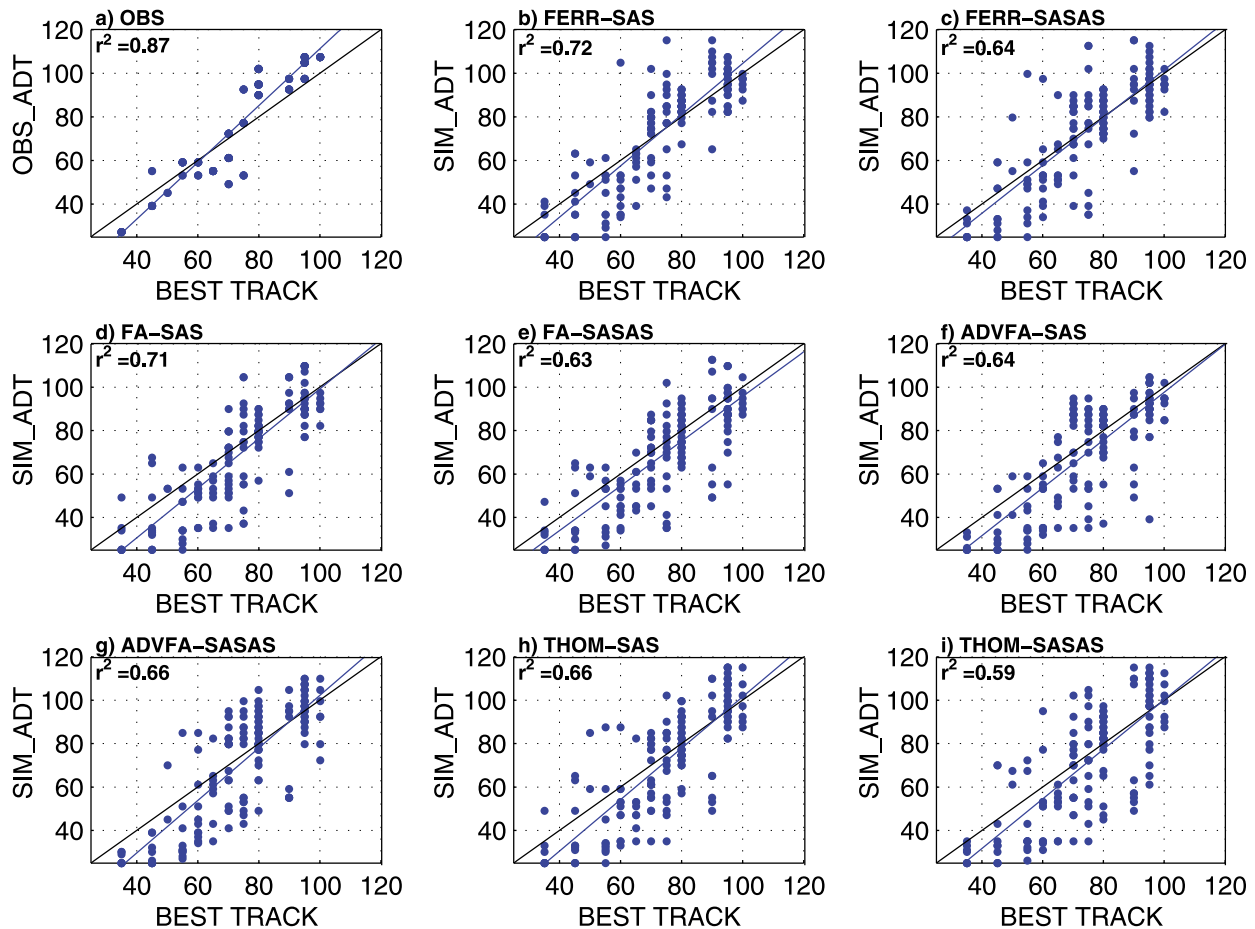 a) OBS
r² =0.87
120
100
80
60
40
OBS_ADT
40 60 80 100 120
BEST TRACK
b) FERR–SAS
r² =0.72
120
100
80
60
40
SIM_ADT
40 60 80 100 120
BEST TRACK
c) FERR–SASAS
r² =0.64
120
100
80
60
40
SIM_ADT
40 60 80 100 120
BEST TRACK
d) FA–SAS
r² =0.71
120
100
80
60
40
SIM_ADT
40 60 80 100 120
BEST TRACK
e) FA–SASAS
r² =0.63
120
100
80
60
40
SIM_ADT
40 60 80 100 120
BEST TRACK
f) ADVFA–SAS
r² =0.64
120
100
80
60
40
SIM_ADT
40 60 80 100 120
BEST TRACK
g) ADVFA–SASAS
r² =0.66
120
100
80
60
40
SIM_ADT
40 60 80 100 120
BEST TRACK
h) THOM–SAS
r² =0.66
120
100
80
60
40
SIM_ADT
40 60 80 100 120
BEST TRACK
i) THOM–SASAS
r² =0.59
120
100
80
60
40
SIM_ADT
40 60 80 100 120
BEST TRACK